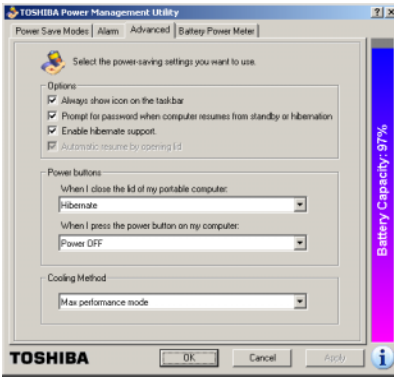 TOSHIBA Power Management Utility
Power Save Modes Alarm Advanced Battery Power Meter
Select the power-saving settings you want to use.
Options
Always show icon on the taskbar
Prompt for password when computer resumes from standby or hibernation
Enable hibernate support.
Automatic resume by opening lid
Power buttons
When I close the lid of my portable computer:
Hibernate
When I press the power button on my computer:
Power OFF
Cooling Method
Max performance mode
Battery Capacity: 97%
TOSHIBA OK Cancel Apply i